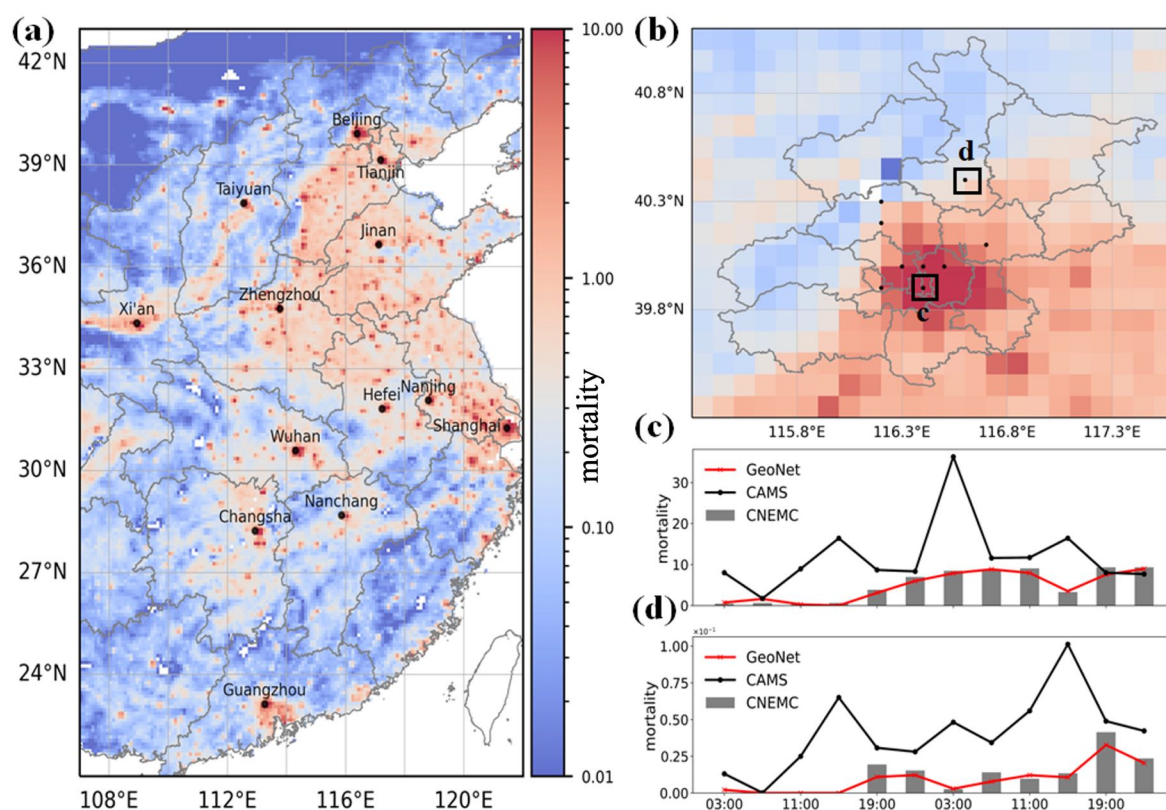 (a)
42°N
39°N
36°N
33°N
30°N
27°N
24°N
108°E
112°E
116°E
120°E
Beijing
Tianjin
Taiyuan
Jinan
Xi'an
Zhengzhou
Hefei
Nanjing
Shanghai
Wuhan
Nanchang
Changsha
Guangzhou
10.00
1.00
0.10
0.01
mortality
(b)
40.8°N
40.3°N
39.8°N
115.8°E
116.3°E
116.8°E
117.3°E
d
c
(c)
mortality
30
20
10
0
GeoNet
CAMS
CNEMC
(d)
×10⁻¹
mortality
1.00
0.75
0.50
0.25
0.00
GeoNet
CAMS
CNEMC
03:00
11:00
19:00
03:00
11:00
19:00